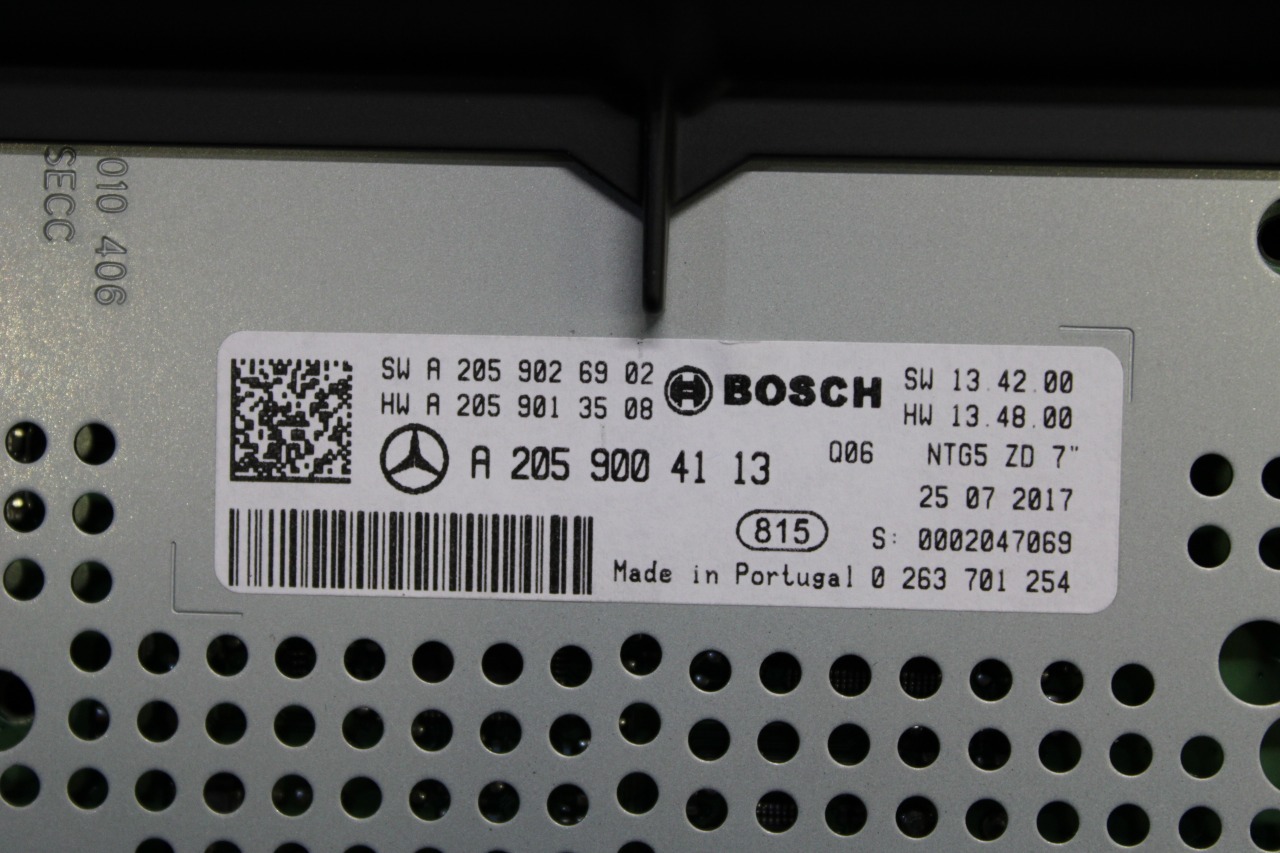 010 406
SECC
SW A 205 902 69 02
HW A 205 901 35 08
A 205 900 41 13
BOSCH
SW 13.42.00
HW 13.48.00
Q06 NTG5 ZD 7"
25 07 2017
815
S: 0002047069
Made in Portugal 0 263 701 254